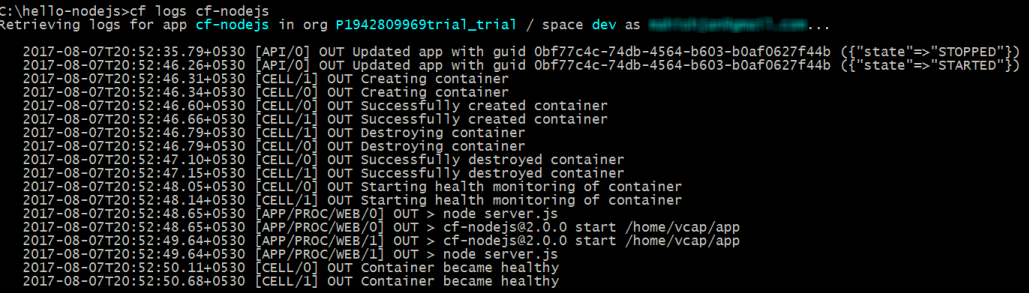 C:\hello-nodejs>cf logs cf-nodejs
Retrieving logs for app cf-nodejs in org P1942809969trial_trial / space dev as ...
2017-08-07T20:52:35.79+0530 [API/0] OUT Updated app with guid 0bf77c4c-74db-4564-b603-b0af0627f44b ({"state"=>"STOPPED"})
2017-08-07T20:52:46.26+0530 [API/0] OUT Updated app with guid 0bf77c4c-74db-4564-b603-b0af0627f44b ({"state"=>"STARTED"})
2017-08-07T20:52:46.31+0530 [CELL/1] OUT Creating container
2017-08-07T20:52:46.34+0530 [CELL/0] OUT Creating container
2017-08-07T20:52:46.60+0530 [CELL/0] OUT Successfully created container
2017-08-07T20:52:46.66+0530 [CELL/1] OUT Successfully created container
2017-08-07T20:52:46.79+0530 [CELL/1] OUT Destroying container
2017-08-07T20:52:46.79+0530 [CELL/0] OUT Destroying container
2017-08-07T20:52:47.10+0530 [CELL/0] OUT Successfully destroyed container
2017-08-07T20:52:47.15+0530 [CELL/1] OUT Successfully destroyed container
2017-08-07T20:52:48.05+0530 [CELL/0] OUT Starting health monitoring of container
2017-08-07T20:52:48.14+0530 [CELL/1] OUT Starting health monitoring of container
2017-08-07T20:52:48.65+0530 [APP/PROC/WEB/0] OUT > node server.js
2017-08-07T20:52:48.65+0530 [APP/PROC/WEB/0] OUT > cf-nodejs@2.0.0 start /home/vcap/app
2017-08-07T20:52:49.64+0530 [APP/PROC/WEB/1] OUT > cf-nodejs@2.0.0 start /home/vcap/app
2017-08-07T20:52:49.64+0530 [APP/PROC/WEB/1] OUT > node server.js
2017-08-07T20:52:50.11+0530 [CELL/0] OUT Container became healthy
2017-08-07T20:52:50.68+0530 [CELL/1] OUT Container became healthy